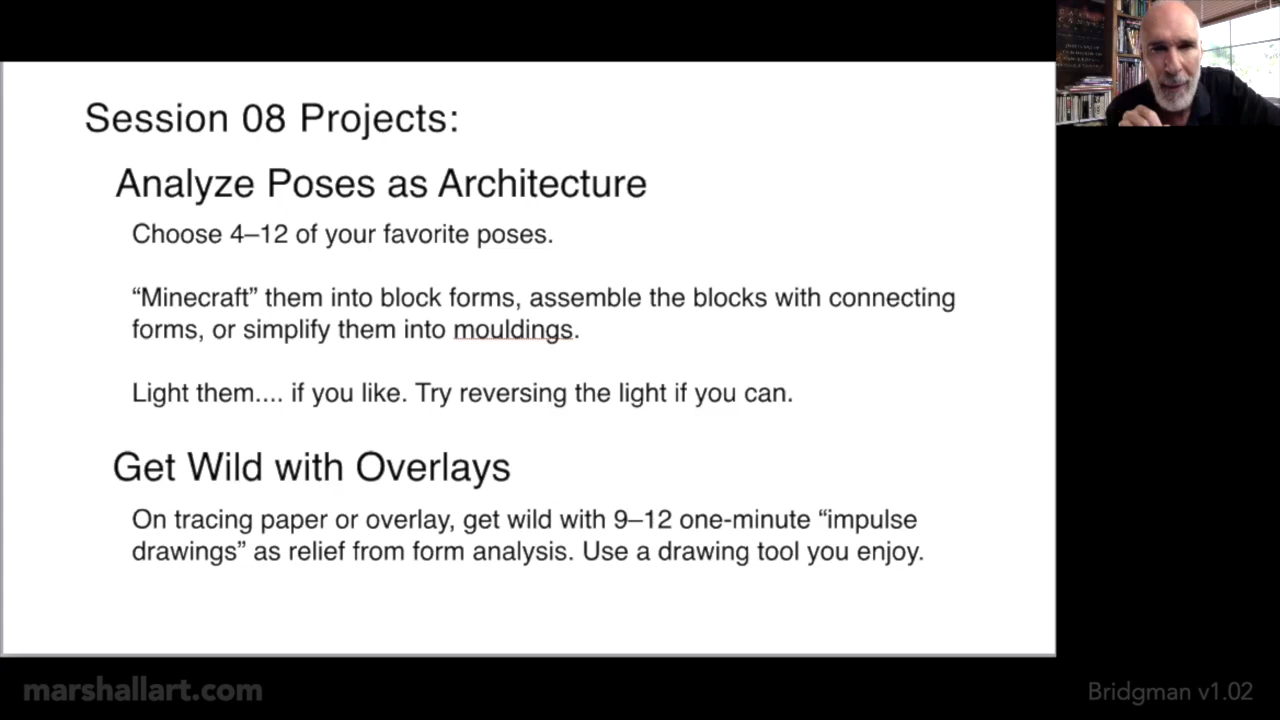 Session 08 Projects:
Analyze Poses as Architecture
Choose 4–12 of your favorite poses.
“Minecraft” them into block forms, assemble the blocks with connecting
forms, or simplify them into mouldings.
Light them.... if you like. Try reversing the light if you can.
Get Wild with Overlays
On tracing paper or overlay, get wild with 9–12 one-minute “impulse
drawings” as relief from form analysis. Use a drawing tool you enjoy.
marshallart.com
Bridgman v1.02